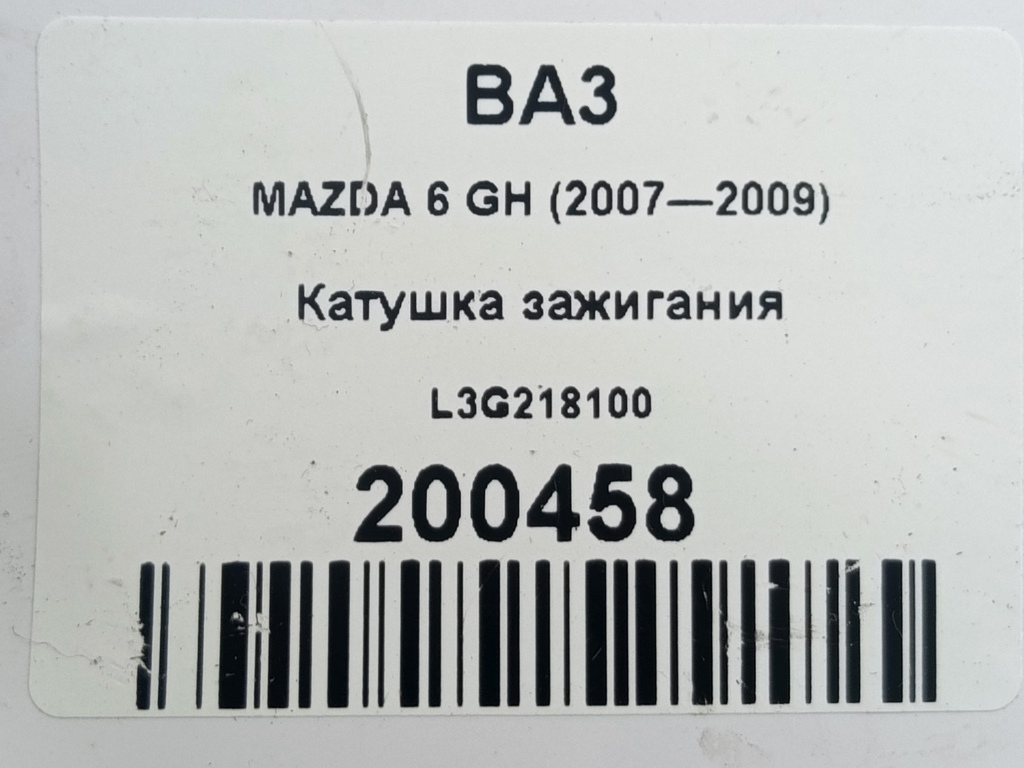 ВАЗ
MAZDA 6 GH (2007—2009)
Катушка зажигания
L3G218100
200458